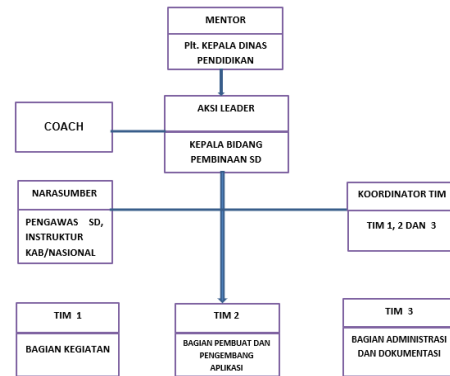 MENTOR
Plt. KEPALA DINAS
PENDIDIKAN
AKSI LEADER
COACH
KEPALA BIDANG
PEMBINAAN SD
NARASUMBER
PENGAWAS SD,
INSTRUKTUR
KAB/NASIONAL
KOORDINATOR TIM
TIM 1, 2 DAN 3
TIM 1
BAGIAN KEGIATAN
TIM 2
BAGIAN PEMBUAT DAN
PENGEMBANG
APLIKASI
TIM 3
BAGIAN ADMINISTRASI
DAN DOKUMENTASI